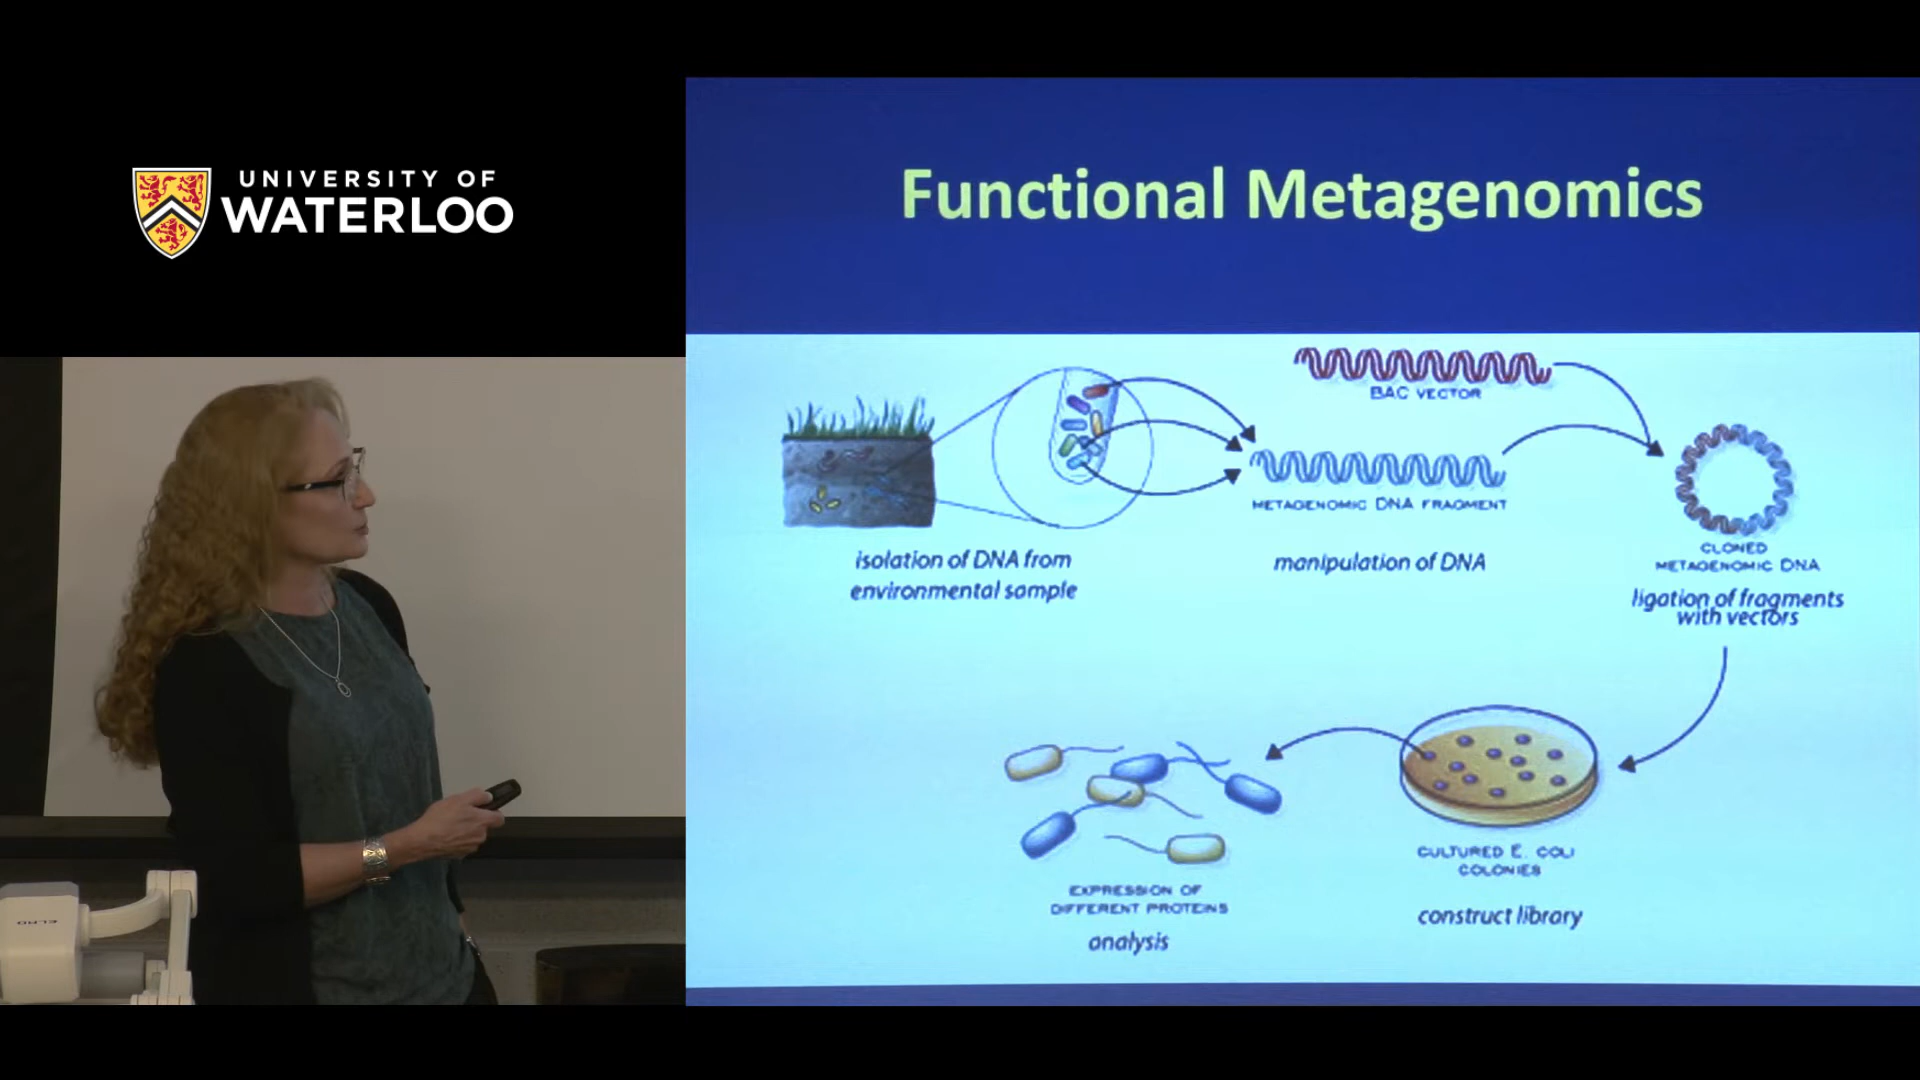 UNIVERSITY OF
WATERLOO
Functional Metagenomics
BAC VECTOR
METAGENOMIC DNA FRAGMENT
isolation of DNA from
environmental sample
manipulation of DNA
CLONED
METAGENOMIC DNA
ligation of fragments
with vectors
CULTURED E. COLI
COLONIES
construct library
EXPRESSION OF
DIFFERENT PROTEINS
analysis
ELMO